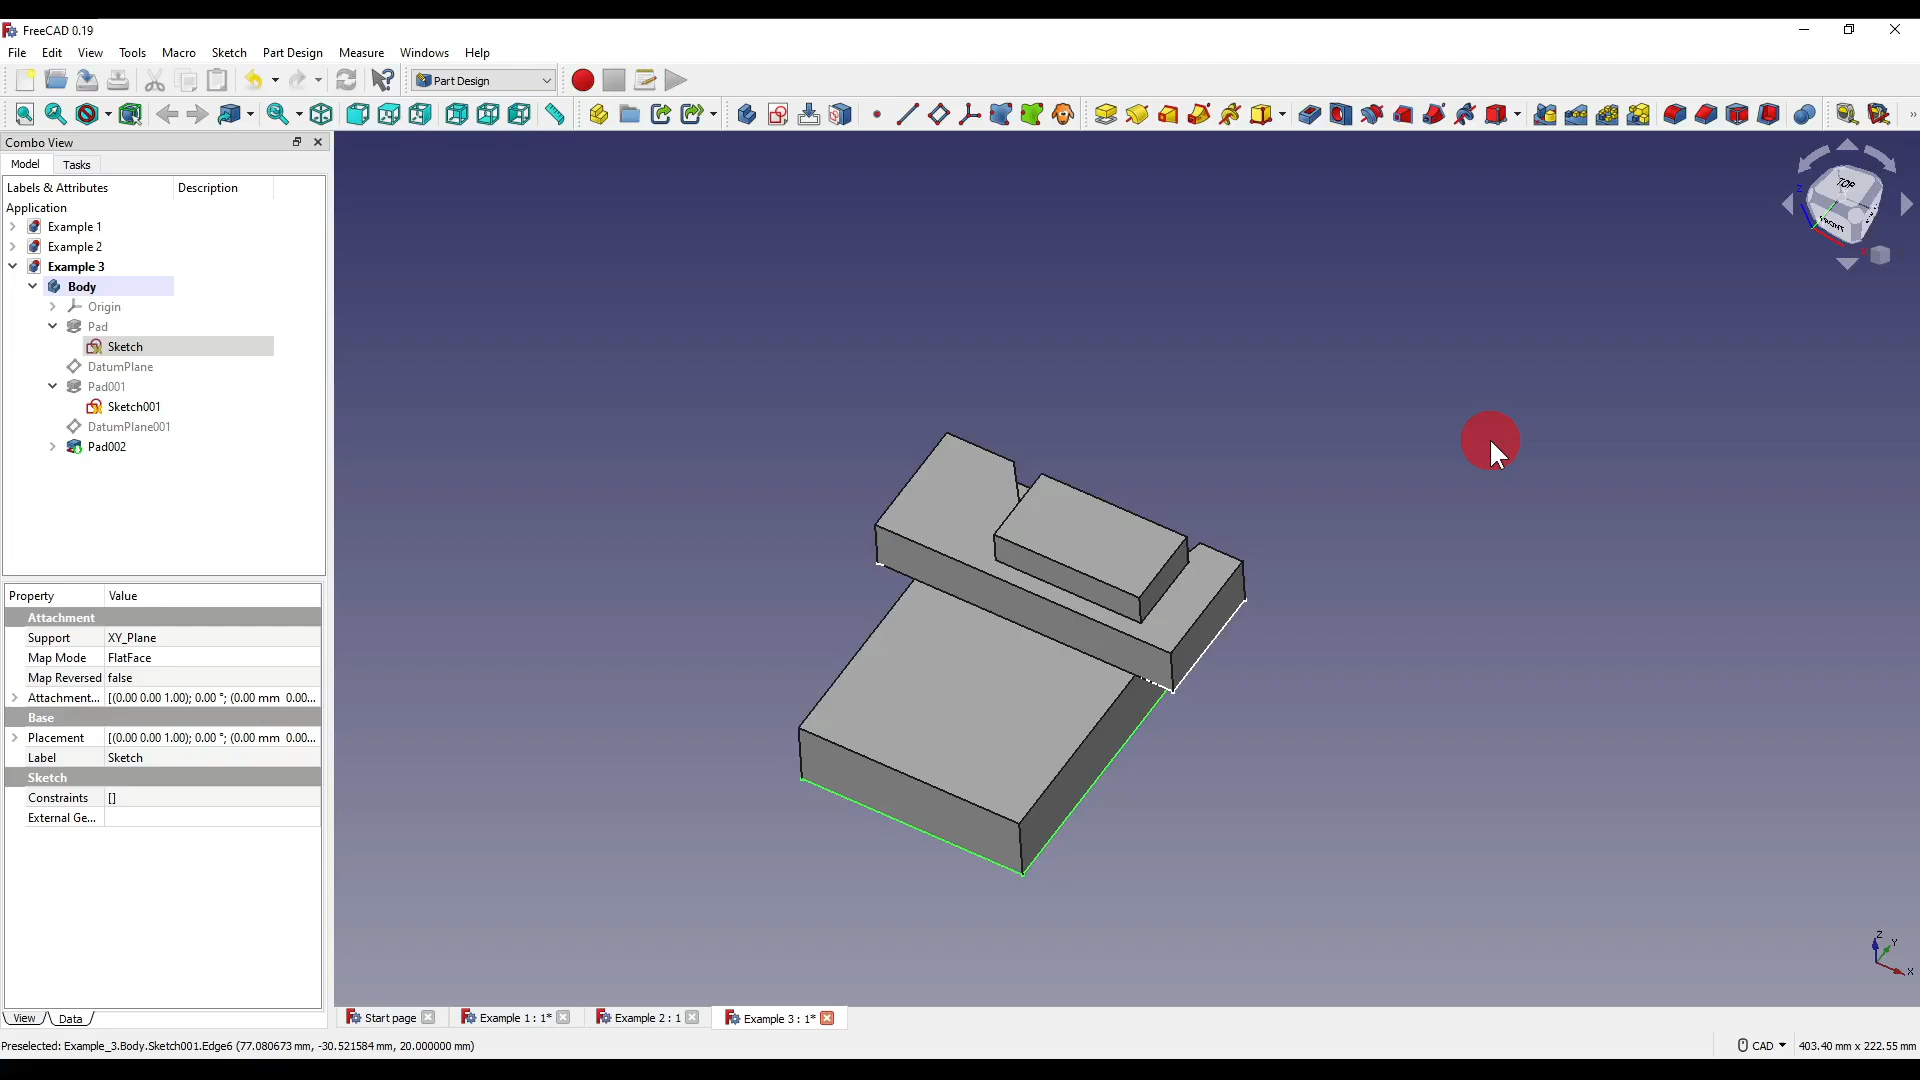 FreeCAD 0.19
File Edit View Tools Macro Sketch Part Design Measure Windows Help
Part Design
Combo View
Model Tasks
Labels & Attributes Description
Application
Example 1
Example 2
Example 3
Body
Origin
Pad
Sketch
DatumPlane
Pad001
Sketch001
DatumPlane001
Pad002
TOP
FRONT
Z
Property Value
Attachment
Support XY_Plane
Map Mode FlatFace
Map Reversed false
Attachment... [(0.00 0.00 1.00); 0.00 °; (0.00 mm 0.00...
Base
Placement [(0.00 0.00 1.00); 0.00 °; (0.00 mm 0.00...
Label Sketch
Sketch
Constraints []
External Ge...
Z
Y
X
View Data
Start page Example 1 : 1* Example 2 : 1 Example 3 : 1*
Preselected: Example_3.Body.Sketch001.Edge6 (77.080673 mm, -30.521584 mm, 20.000000 mm) CAD 403.40 mm x 222.55 mm